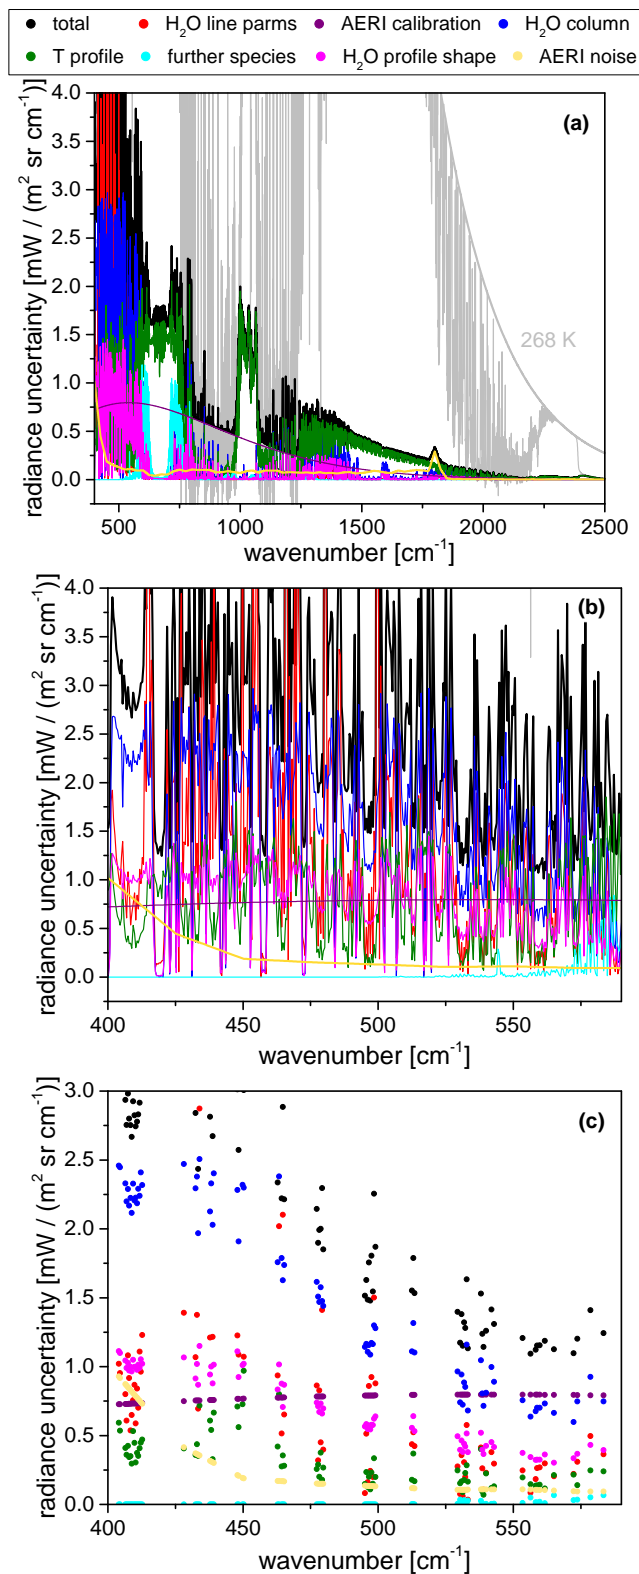 total H₂O line parms AERI calibration H₂O column
T profile further species H₂O profile shape AERI noise
4.0
3.5
3.0
2.5
2.0
1.5
1.0
0.5
0.0
radiance uncertainty [mW / (m² sr cm⁻¹)]
(a)
268 K
500 1000 1500 2000 2500
wavenumber [cm⁻¹]
4.0
3.5
3.0
2.5
2.0
1.5
1.0
0.5
0.0
radiance uncertainty [mW / (m² sr cm⁻¹)]
(b)
400 450 500 550
wavenumber [cm⁻¹]
3.0
2.5
2.0
1.5
1.0
0.5
0.0
radiance uncertainty [mW / (m² sr cm⁻¹)]
(c)
400 450 500 550
wavenumber [cm⁻¹]